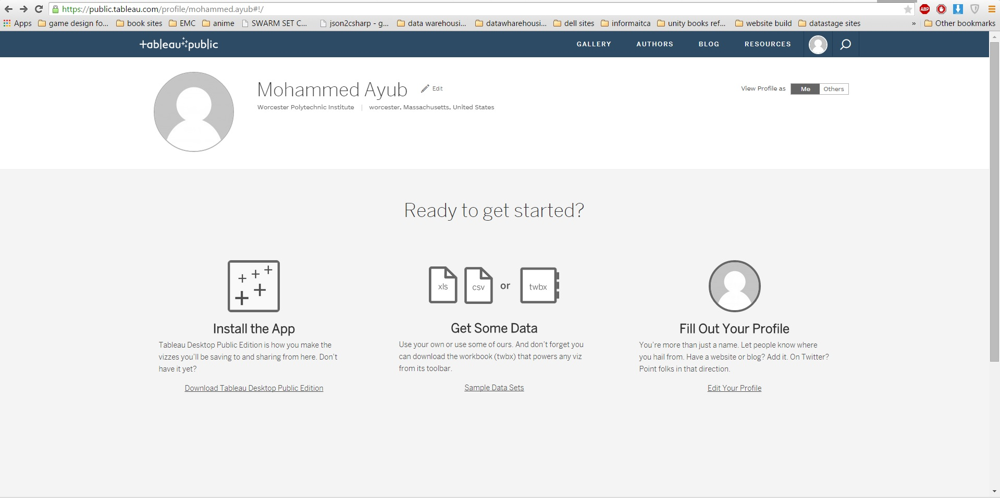 https://public.tableau.com/profile/mohammed.ayub#!/
ABP
Apps game design fo... book sites EMC anime SWARM SET C... json2csharp - g... data warehousi... datawharehousi... dell sites informaitca unity books ref... website build datastage sites » Other bookmarks
+ableau public GALLERY AUTHORS BLOG RESOURCES
Mohammed Ayub Edit
View Profile as Me Others
Worcester Polytechnic Institute | worcester, Massachusetts, United States
Ready to get started?
xls csv or twbx
Install the App
Tableau Desktop Public Edition is how you make the
vizzes you'll be saving to and sharing from here. Don't
have it yet?
Download Tableau Desktop Public Edition
Get Some Data
Use your own or use some of ours. And don't forget you
can download the workbook (twbx) that powers any viz
from its toolbar.
Sample Data Sets
Fill Out Your Profile
You're more than just a name. Let people know where
you hail from. Have a website or blog? Add it. On Twitter?
Point folks in that direction.
Edit Your Profile